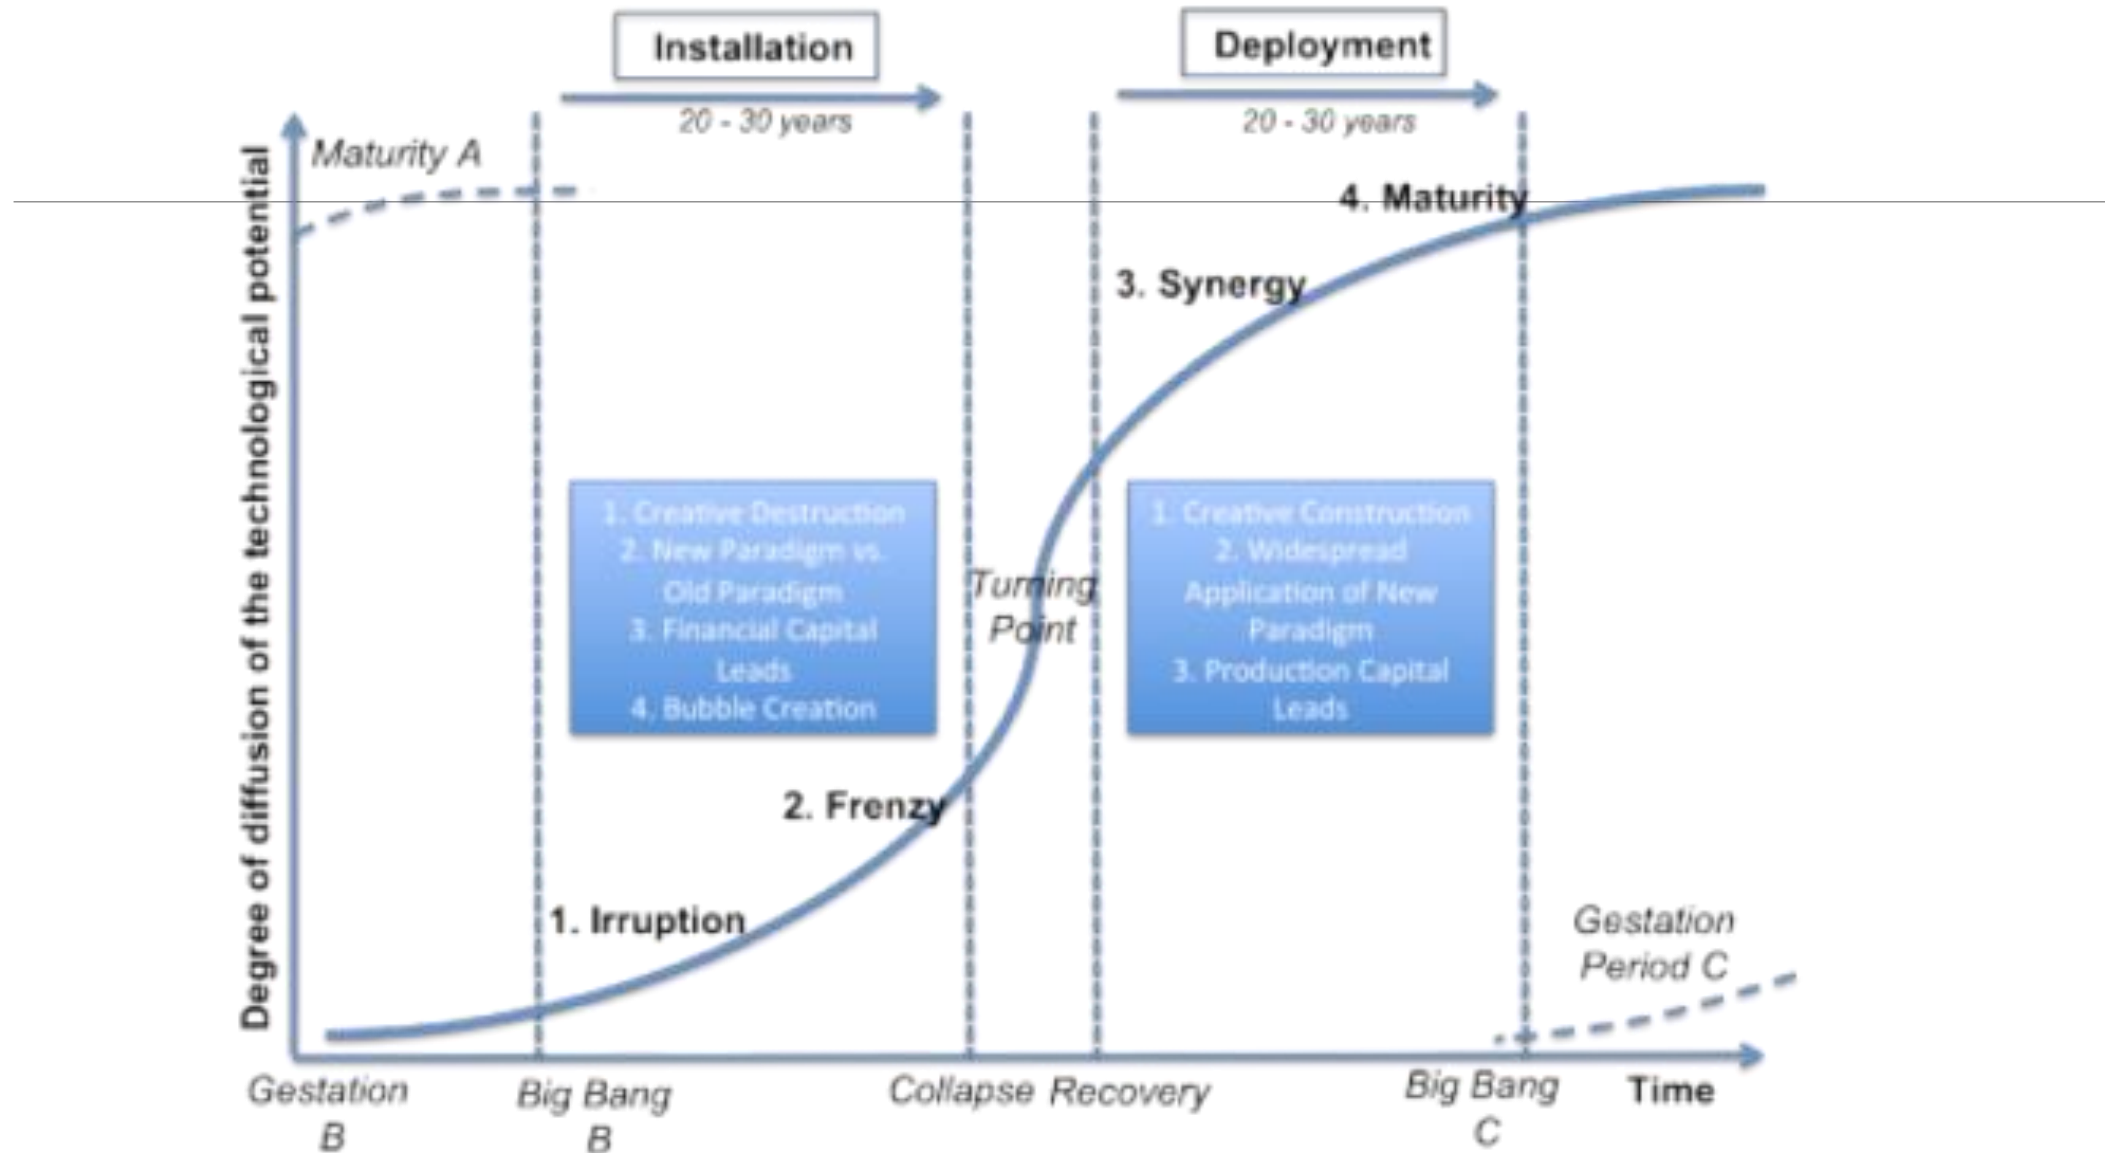 Installation
20 - 30 years
Deployment
20 - 30 years
Degree of diffusion of the technological potential
Maturity A
4. Maturity
3. Synergy
1. Creative Destruction
2. New Paradigm vs.
Old Paradigm
3. Financial Capital
Leads
4. Bubble Creation
Turning
Point
1. Creative Construction
2. Widespread
Application of New
Paradigm
3. Production Capital
Leads
2. Frenzy
1. Irruption
Gestation
Period C
Gestation
B
Big Bang
B
Collapse
Recovery
Big Bang
C
Time